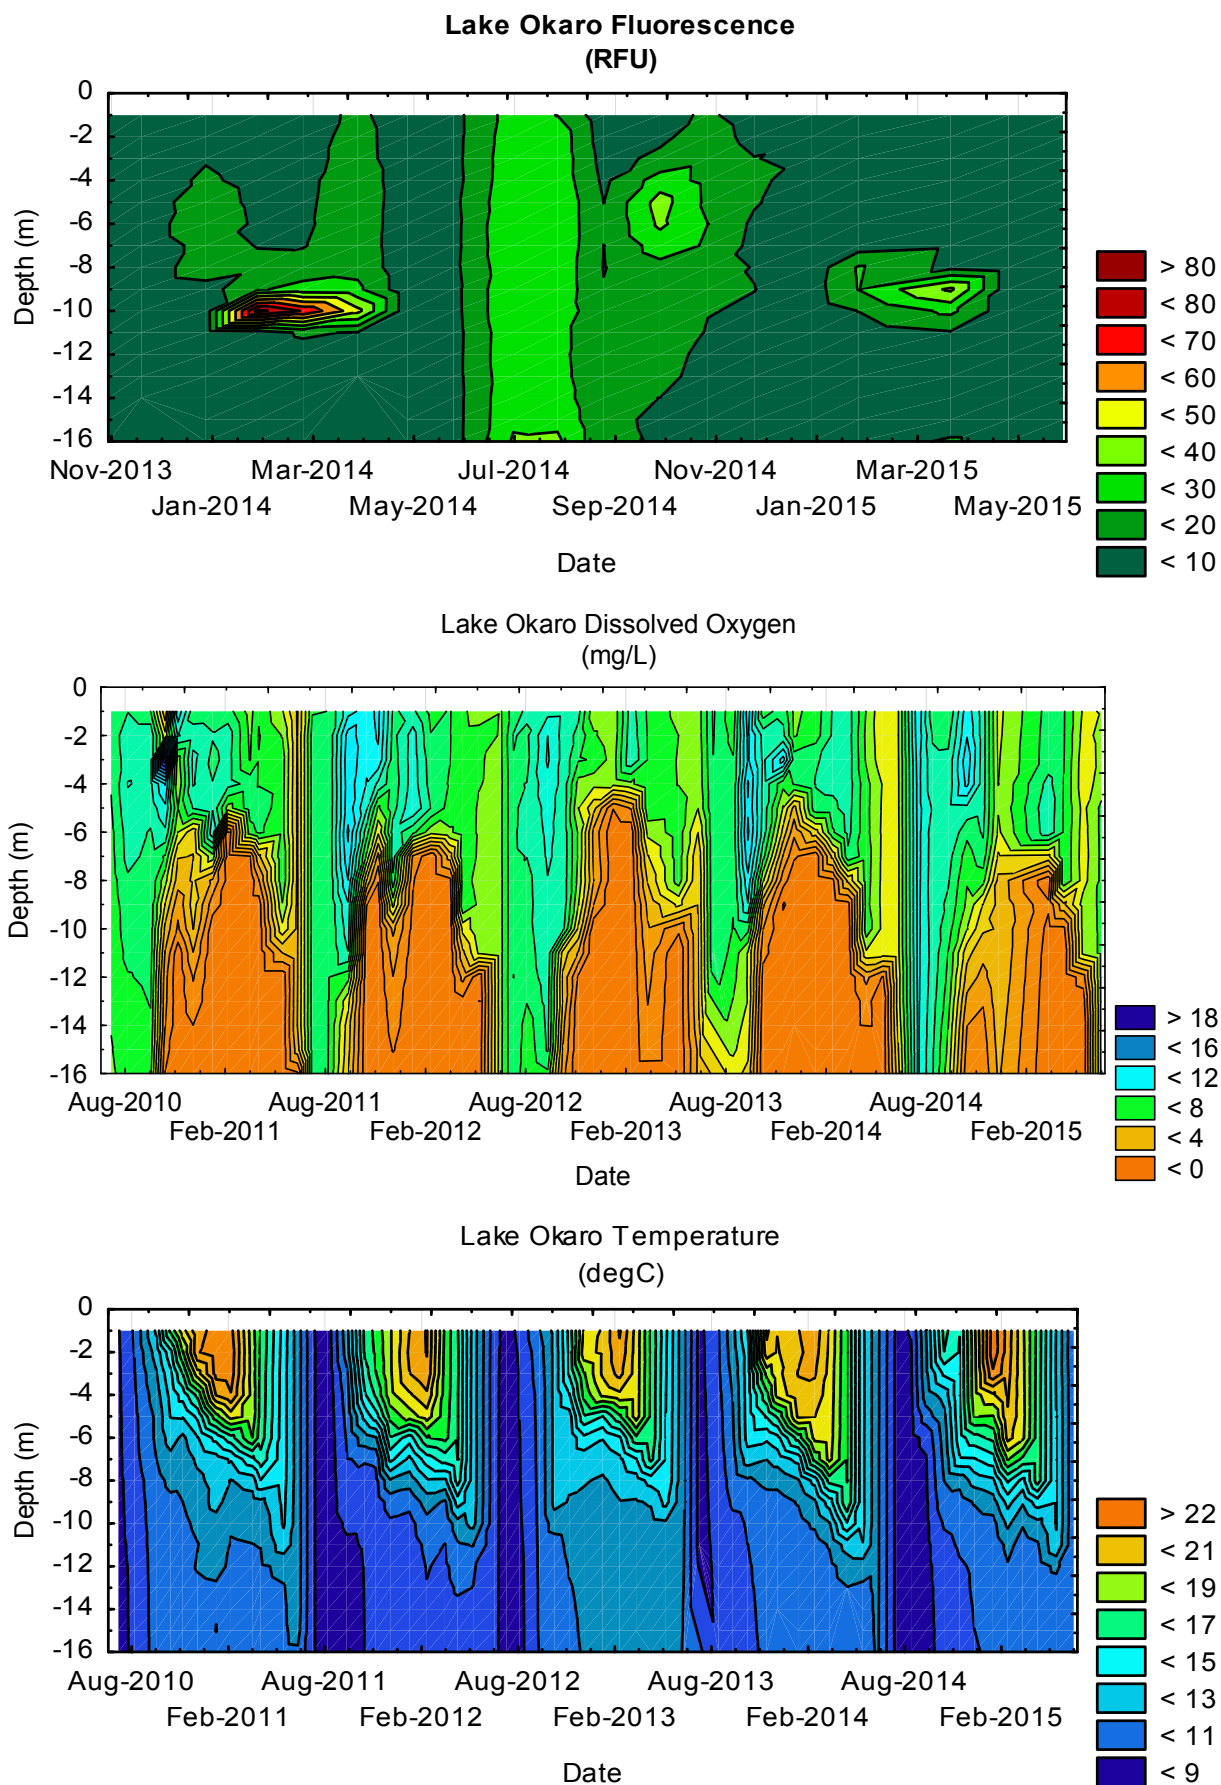 Lake Okaro Fluorescence
(RFU)
0
-2
-4
-6
-8
-10
-12
-14
-16
Depth (m)
Nov-2013 Mar-2014 Jul-2014 Nov-2014 Mar-2015
Jan-2014 May-2014 Sep-2014 Jan-2015 May-2015
Date
> 80
< 80
< 70
< 60
< 50
< 40
< 30
< 20
< 10
Lake Okaro Dissolved Oxygen
(mg/L)
0
-2
-4
-6
-8
-10
-12
-14
-16
Depth (m)
Aug-2010 Aug-2011 Aug-2012 Aug-2013 Aug-2014
Feb-2011 Feb-2012 Feb-2013 Feb-2014 Feb-2015
Date
> 18
< 16
< 12
< 8
< 4
< 0
Lake Okaro Temperature
(degC)
0
-2
-4
-6
-8
-10
-12
-14
-16
Depth (m)
Aug-2010 Aug-2011 Aug-2012 Aug-2013 Aug-2014
Feb-2011 Feb-2012 Feb-2013 Feb-2014 Feb-2015
Date
> 22
< 21
< 19
< 17
< 15
< 13
< 11
< 9